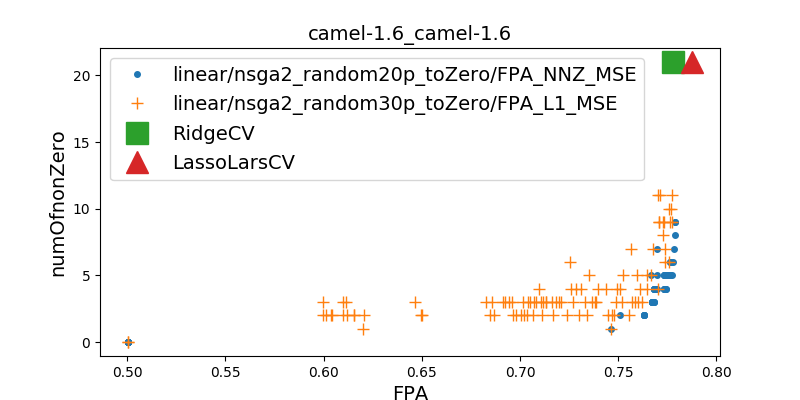 camel-1.6_camel-1.6
linear/nsga2_random20p_toZero/FPA_NNZ_MSE
linear/nsga2_random30p_toZero/FPA_L1_MSE
RidgeCV
LassoLarsCV
numOfnonZero
20
15
10
5
0
0.50 0.55 0.60 0.65 0.70 0.75 0.80
FPA